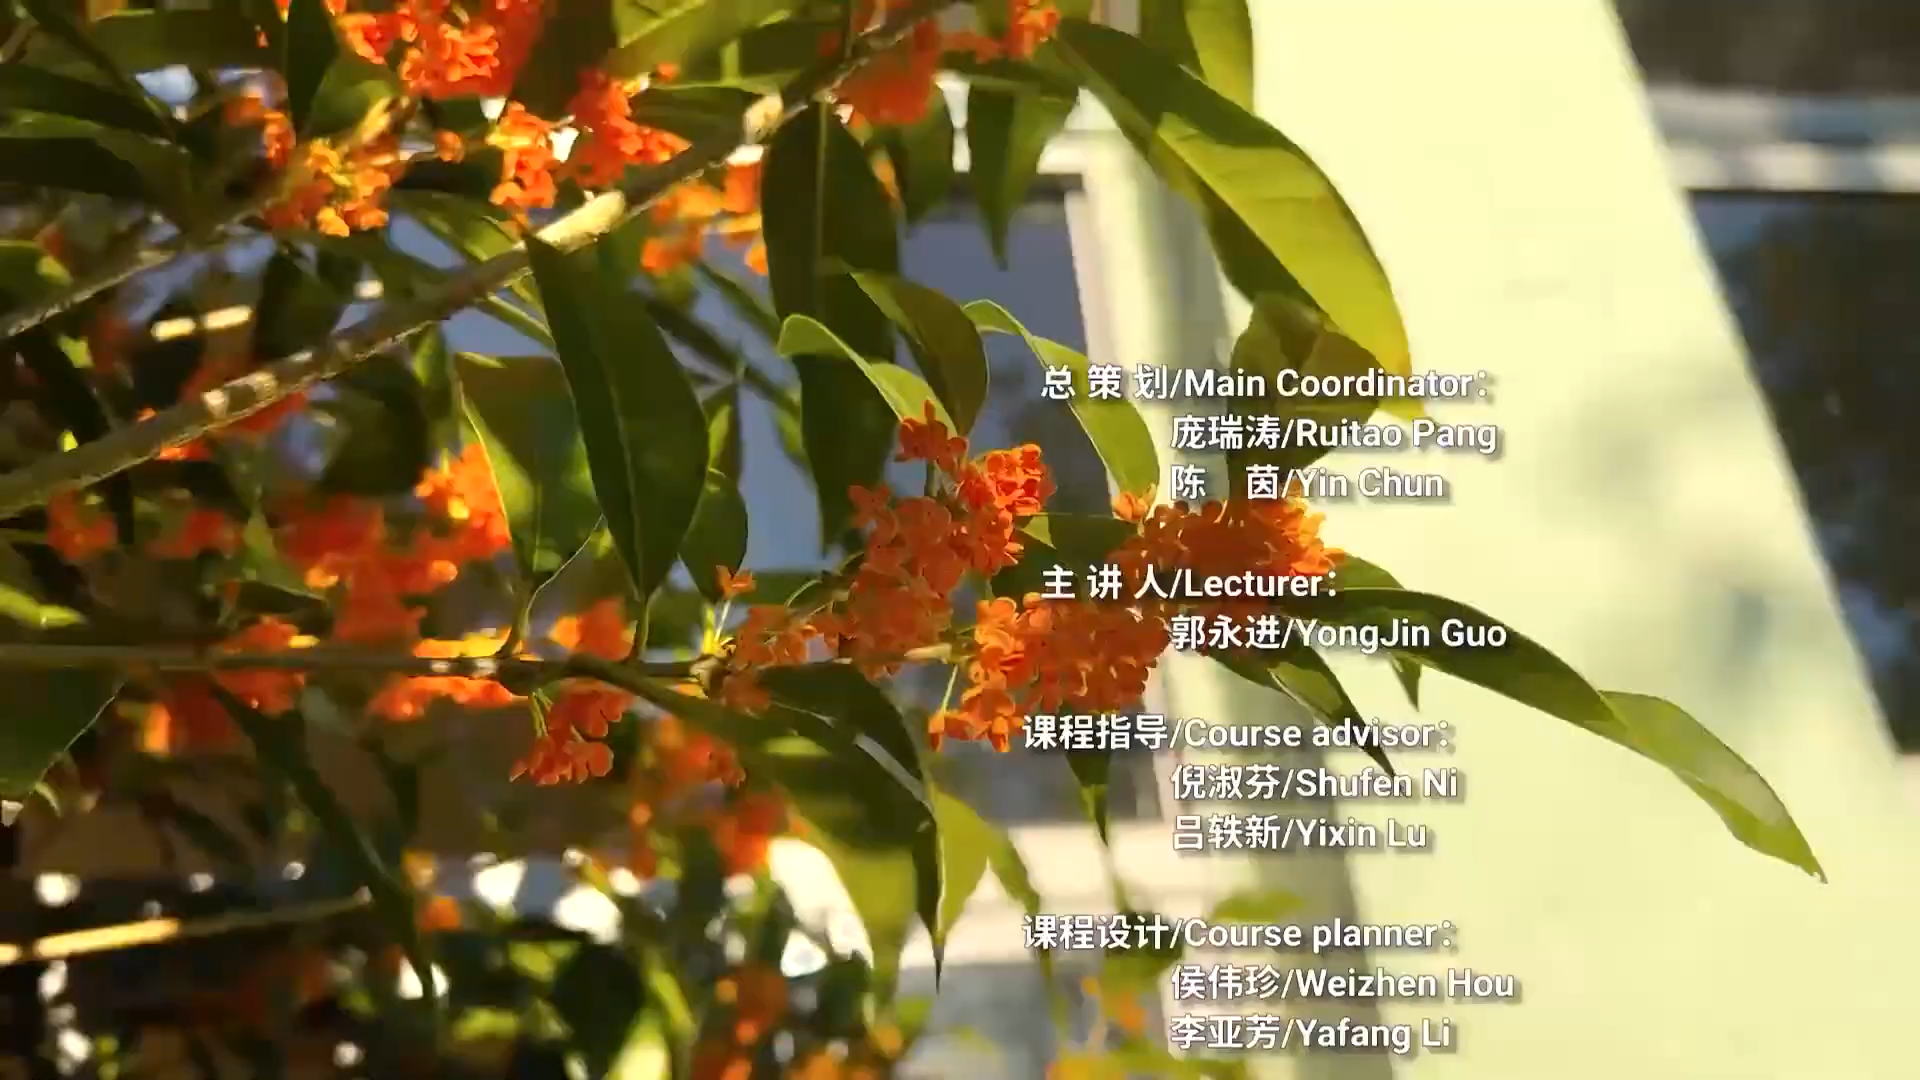 总 策 划/Main Coordinator：
庞瑞涛/Ruitao Pang
陈　茵/Yin Chun
主 讲 人/Lecturer：
郭永进/YongJin Guo
课程指导/Course advisor：
倪淑芬/Shufen Ni
吕轶新/Yixin Lu
课程设计/Course planner：
侯伟珍/Weizhen Hou
李亚芳/Yafang Li